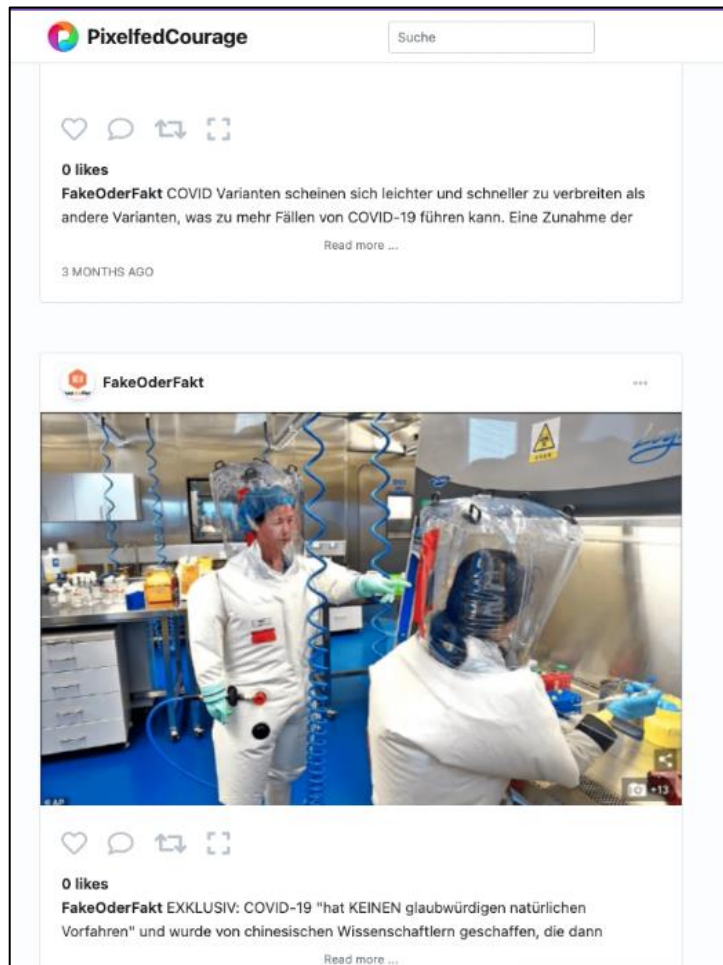 PixelfedCourage
Suche
0 likes
FakeOderFakt COVID Varianten scheinen sich leichter und schneller zu verbreiten als
andere Varianten, was zu mehr Fällen von COVID-19 führen kann. Eine Zunahme der
Read more ...
3 MONTHS AGO
FakeOderFakt
© AP
+13
0 likes
FakeOderFakt EXKLUSIV: COVID-19 "hat KEINEN glaubwürdigen natürlichen
Vorfahren" und wurde von chinesischen Wissenschaftlern geschaffen, die dann
Read more ...